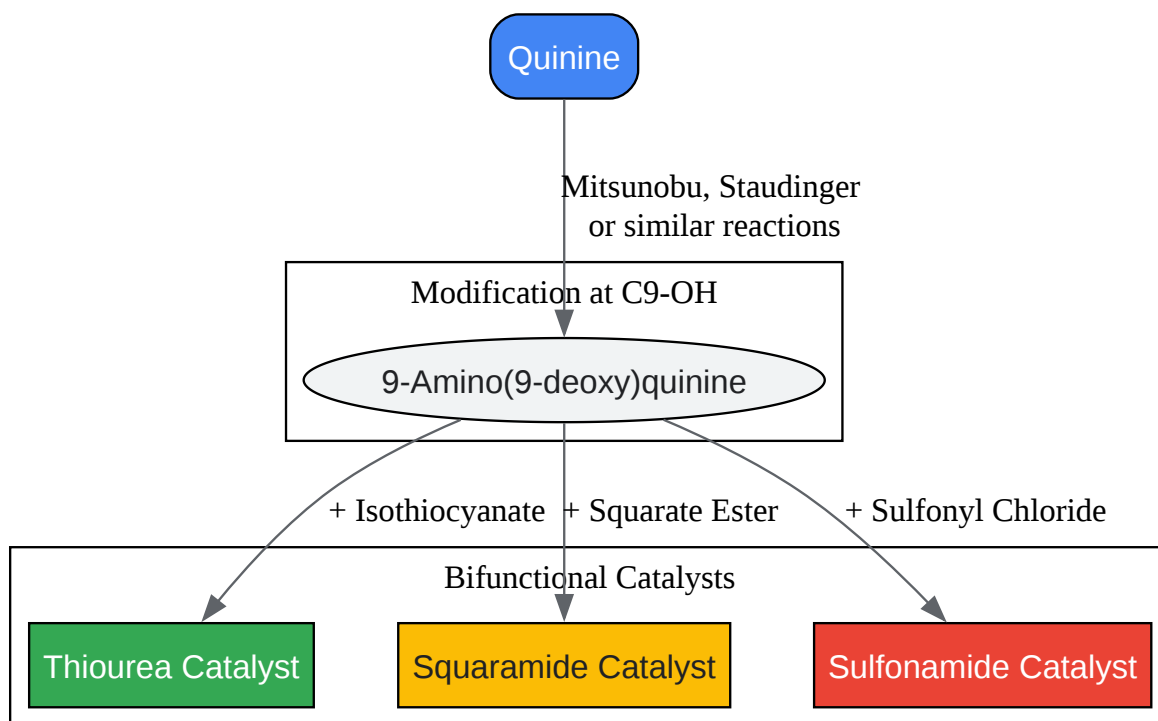 Quinine
Mitsunobu, Staudinger
or similar reactions
Modification at C9-OH
9-Amino(9-deoxy)quinine
+ Isothiocyanate
+ Squarate Ester
+ Sulfonyl Chloride
Bifunctional Catalysts
Thiourea Catalyst
Squaramide Catalyst
Sulfonamide Catalyst